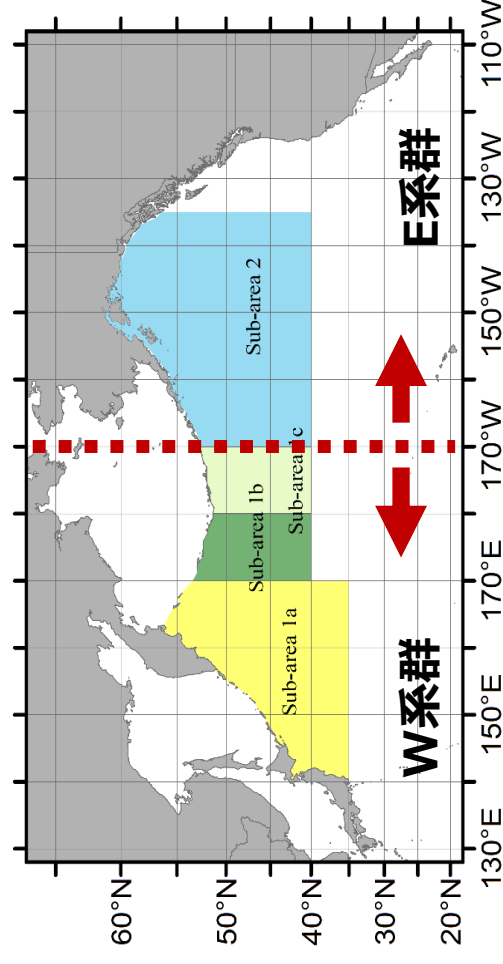 60°N
50°N
40°N
30°N
20°N
130°E
150°E
170°E
170°W
150°W
130°W
110°W
Sub-area 1a
Sub-area 1b
Sub-area 1c
Sub-area 2
W系群
E系群